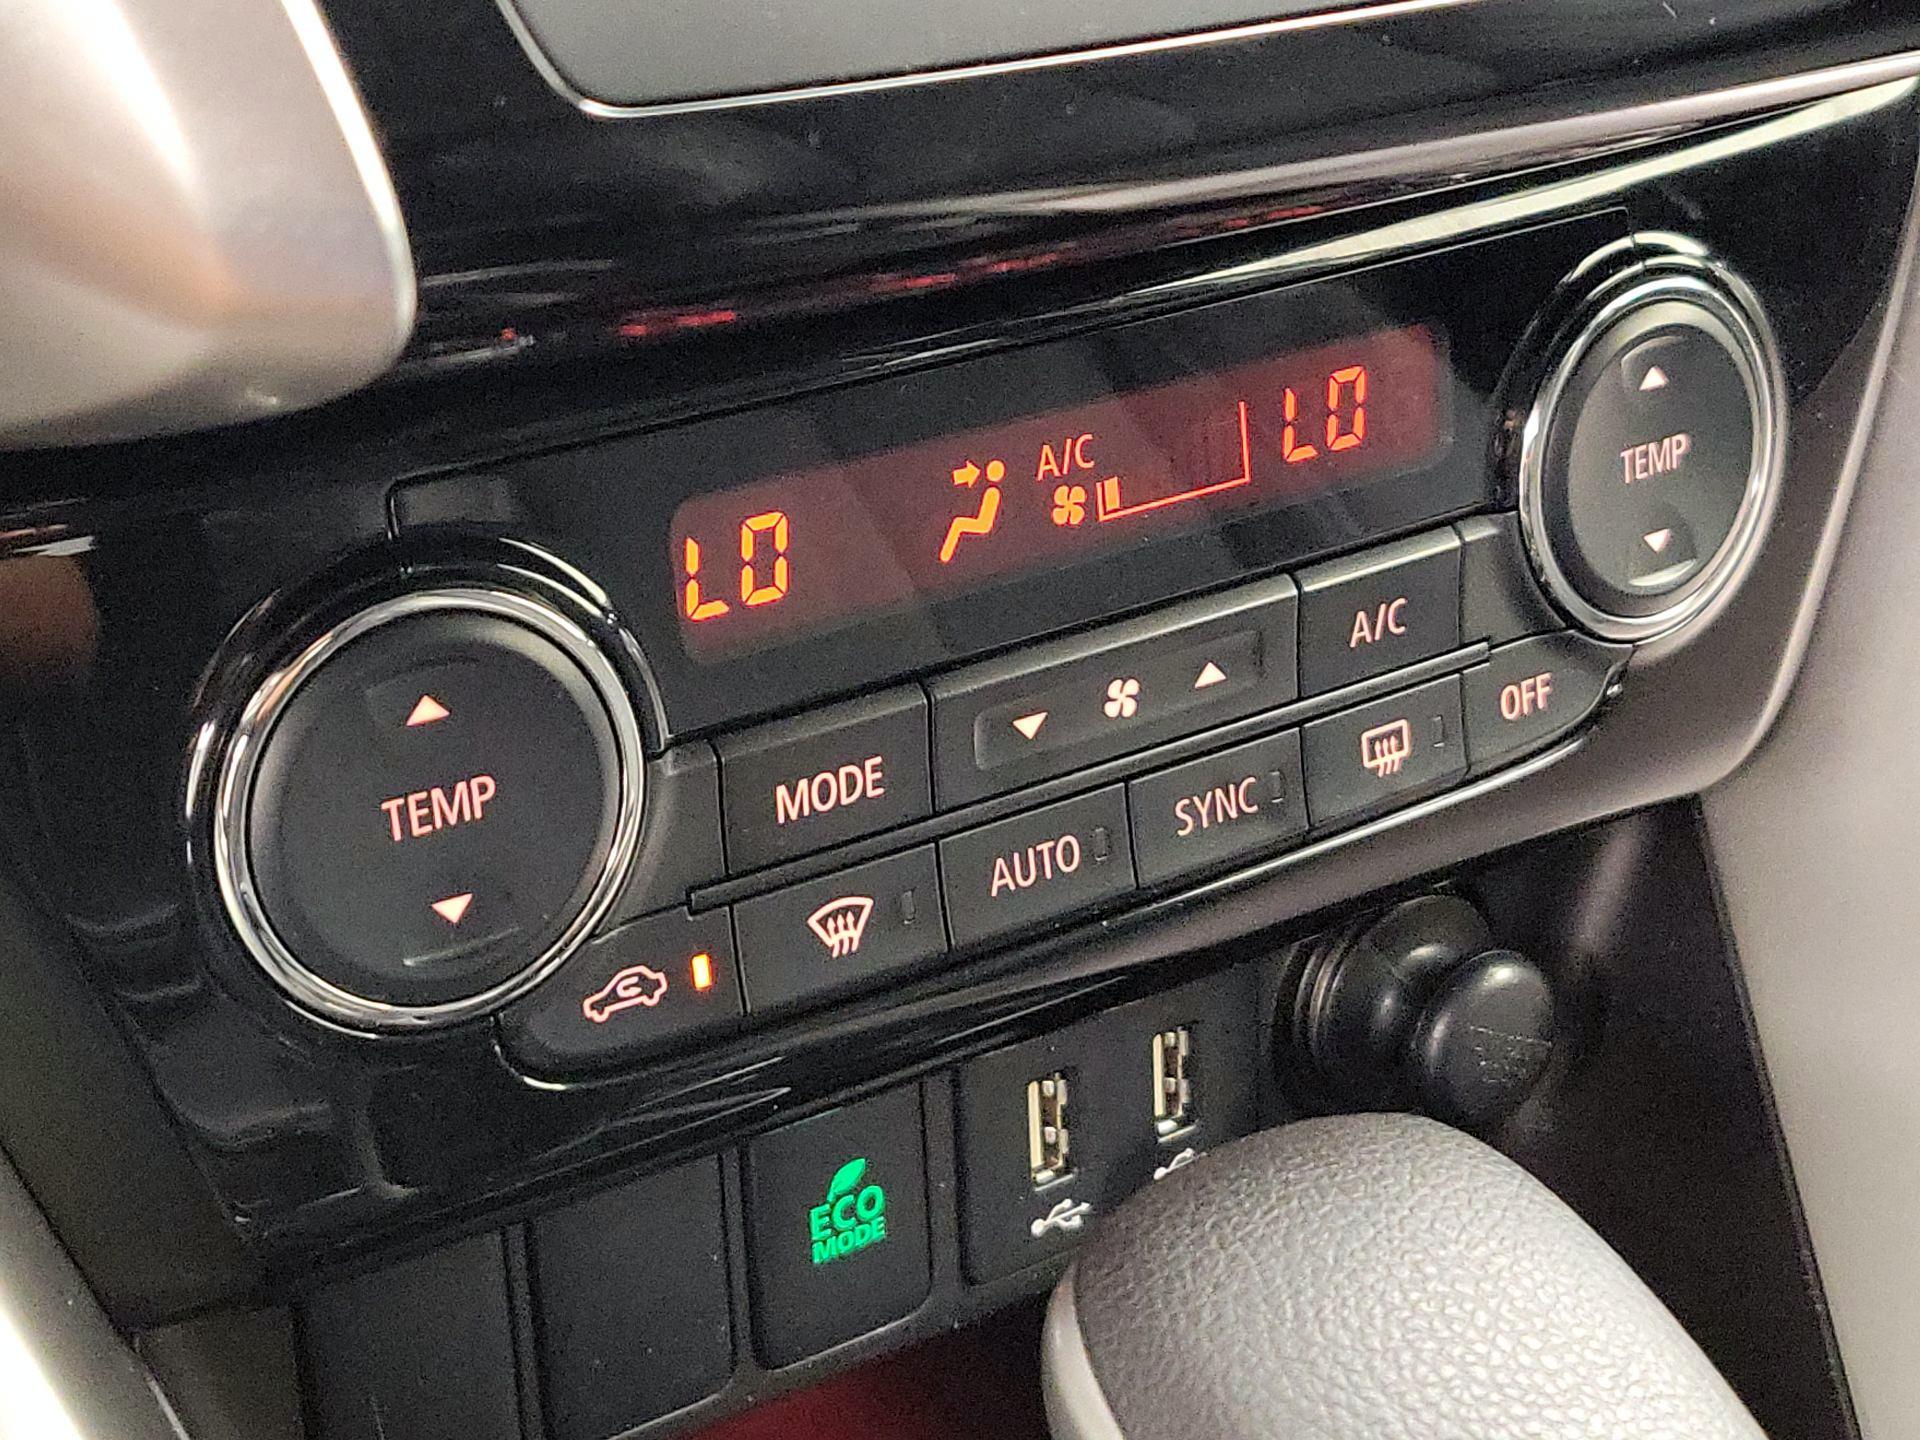 LO
A/C
LO
TEMP
TEMP
MODE
A/C
AUTO
SYNC
OFF
ECO
MODE